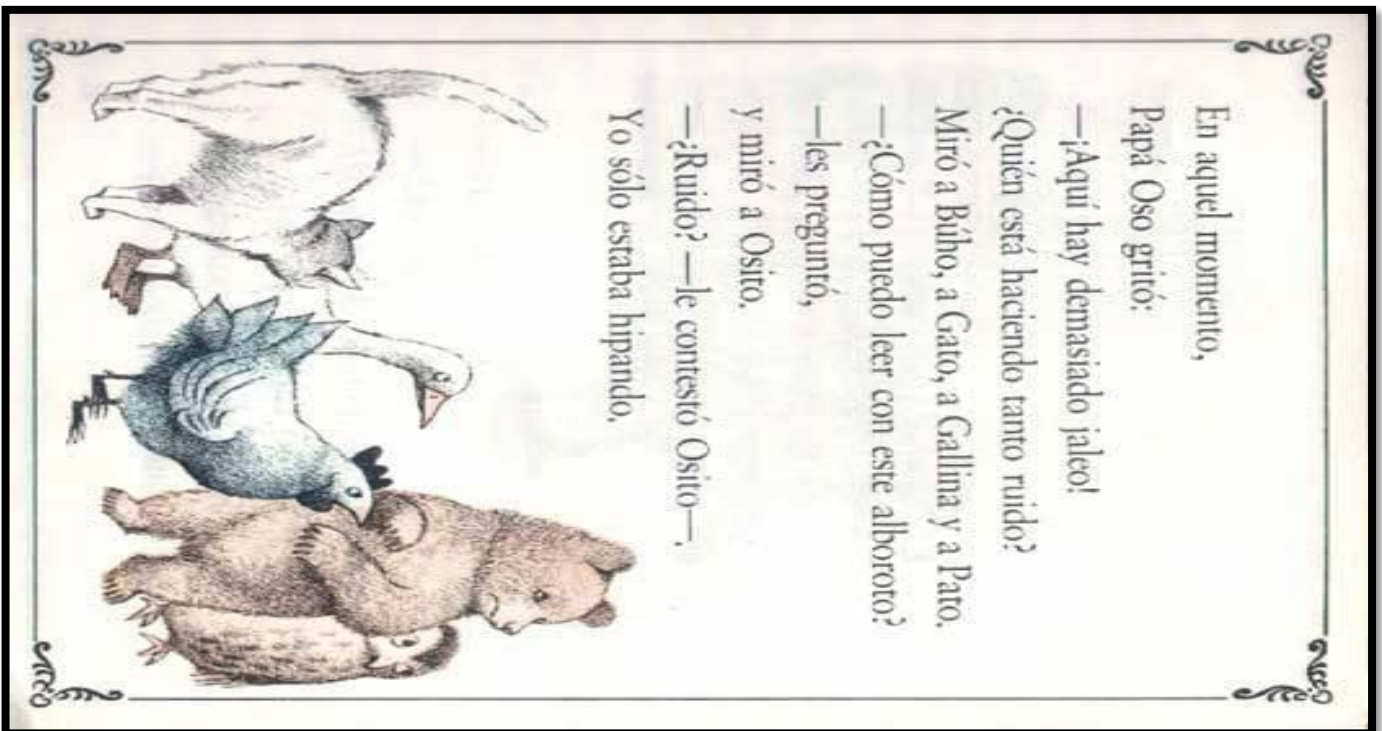 En aquel momento,
Papá Oso gritó:
—¡Aquí hay demasiado jaleo!
¿Quién está haciendo tanto ruido?
Miró a Búho, a Gato, a Gallina y a Pato.
—¿Cómo puedo leer con este alboroto?
—les preguntó,
y miró a Osito.
—¿Ruido? —le contestó Osito—.
Yo sólo estaba hipando.